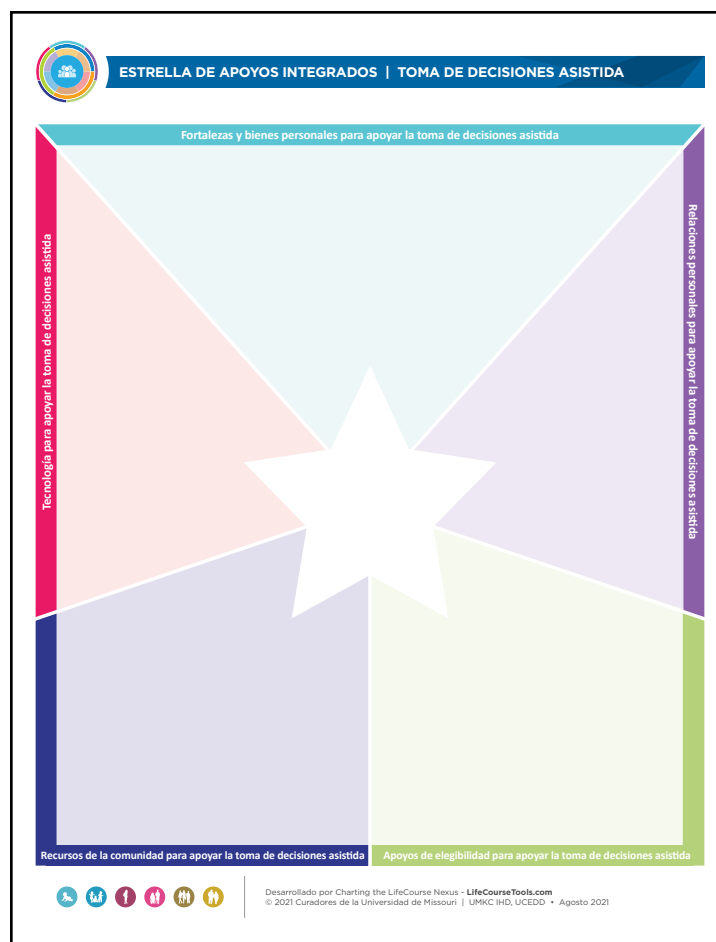 ESTRELLA DE APOYOS INTEGRADOS | TOMA DE DECISIONES ASISTIDA
Fortalezas y bienes personales para apoyar la toma de decisiones asistida
Tecnología para apoyar la toma de decisiones asistida
Relaciones personales para apoyar la toma de decisiones asistida
Recursos de la comunidad para apoyar la toma de decisiones asistida
Apoyos de elegibilidad para apoyar la toma de decisiones asistida
Desarrollado por Charting the LifeCourse Nexus - LifeCourseTools.com
© 2021 Curadores de la Universidad de Missouri | UMKC IHD, UCEDD • Agosto 2021